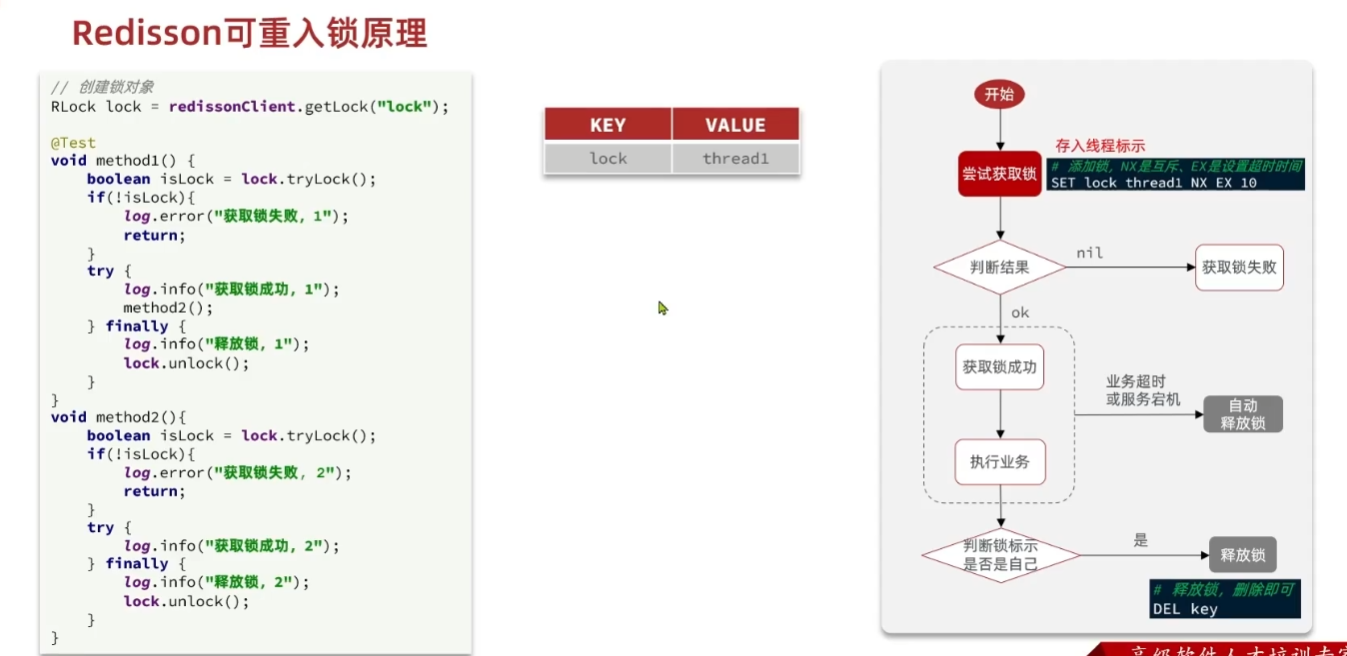 Redisson可重入锁原理
// 创建锁对象
RLock lock = redissonClient.getLock("lock");
@Test
void method1() {
boolean isLock = lock.tryLock();
if(!isLock){
log.error("获取锁失败, 1");
return;
}
try {
log.info("获取锁成功, 1");
method2();
} finally {
log.info("释放锁, 1");
lock.unlock();
}
}
void method2(){
boolean isLock = lock.tryLock();
if(!isLock){
log.error("获取锁失败, 2");
return;
}
try {
log.info("获取锁成功, 2");
} finally {
log.info("释放锁, 2");
lock.unlock();
}
}
KEY VALUE
lock thread1
开始
存入线程标示
尝试获取锁
# 添加锁, NX是互斥、EX是设置超时时间
SET lock thread1 NX EX 10
判断结果
nil
获取锁失败
ok
获取锁成功
业务超时
或服务宕机
自动
释放锁
执行业务
判断锁标示
是否是自己
是
释放锁
# 释放锁, 删除即可
DEL key